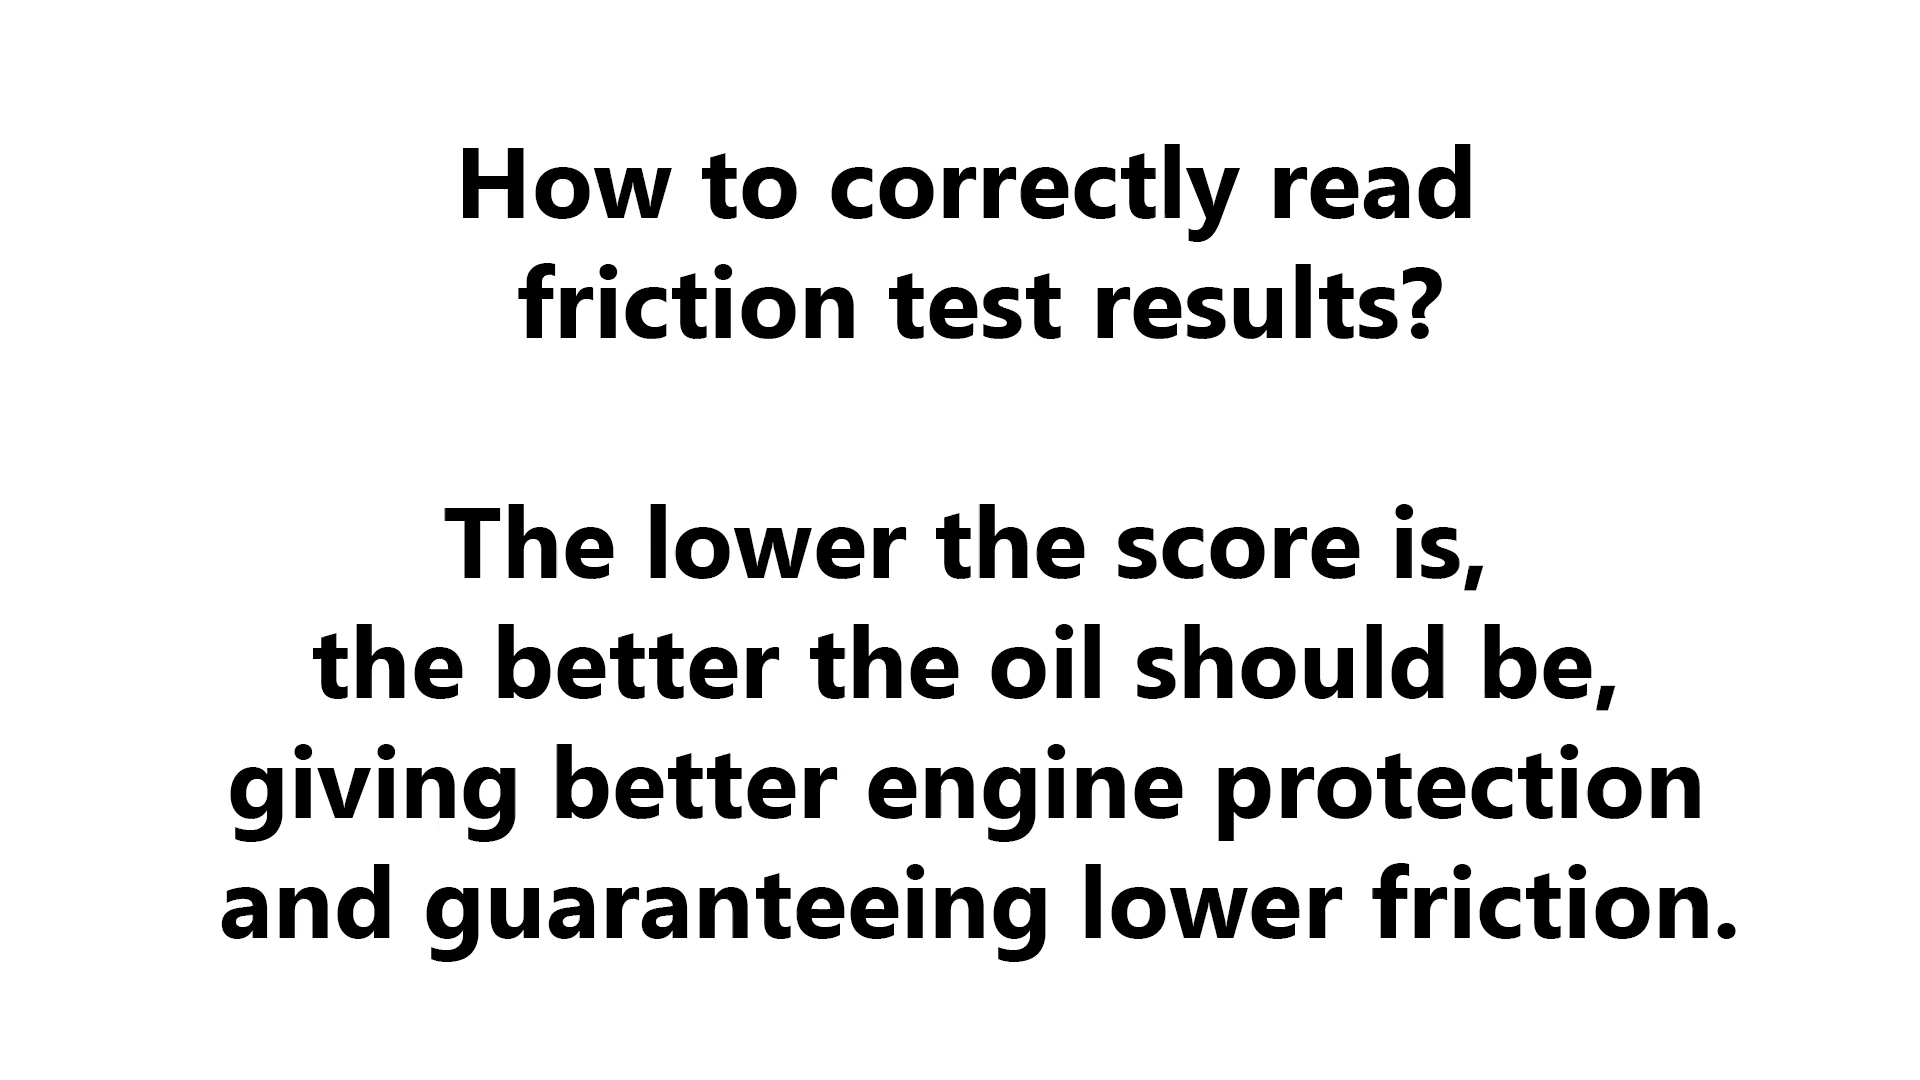 How to correctly read
friction test results?
The lower the score is,
the better the oil should be,
giving better engine protection
and guaranteeing lower friction.